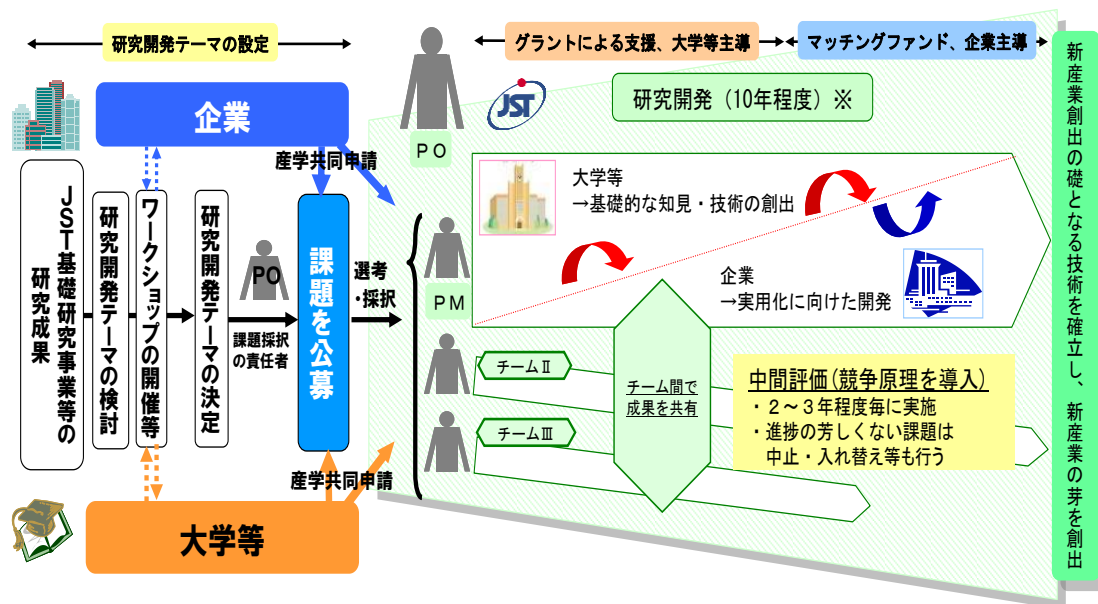 研究開発テーマの設定
企業
産学共同申請
JST基礎研究事業等の
研究成果
研究開発テーマの検討
ワークショップの開催等
研究開発テーマの決定
PO
課題採択
の責任者
課題を公募
選考
・採択
産学共同申請
大学等
PO
JST
グラントによる支援、大学等主導
マッチングファンド、企業主導
研究開発（10年程度）※
PM
大学等
→基礎的な知見・技術の創出
企業
→実用化に向けた開発
チームⅡ
チームⅢ
チーム間で
成果を共有
中間評価(競争原理を導入)
・２～３年程度毎に実施
・進捗の芳しくない課題は
中止・入れ替え等も行う
新産業創出の礎となる技術を確立し、新産業の芽を創出